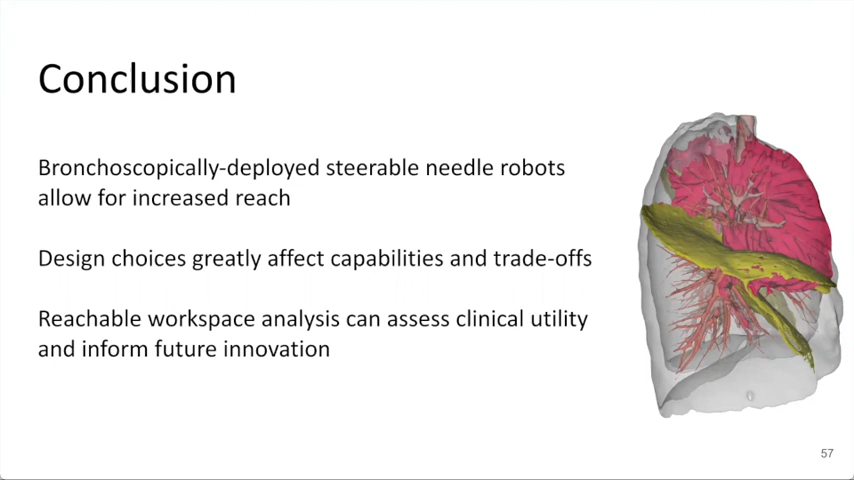 Conclusion
Bronchoscopically-deployed steerable needle robots
allow for increased reach
Design choices greatly affect capabilities and trade-offs
Reachable workspace analysis can assess clinical utility
and inform future innovation
57